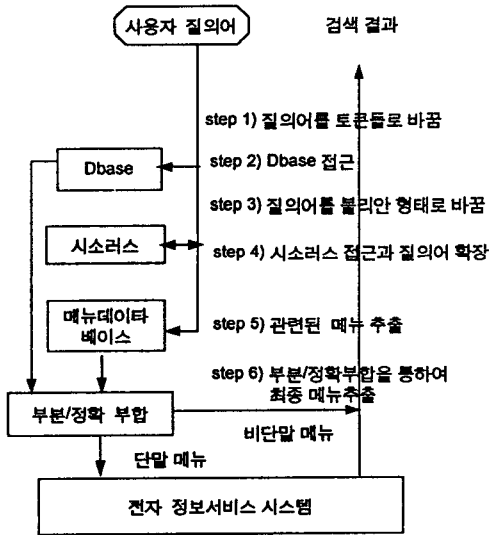 사용자 질의어
검색 결과
step 1) 질의어를 토큰들로 바꿈
Dbase
step 2) Dbase 접근
step 3) 질의어를 불리안 형태로 바꿈
시소러스
step 4) 시소러스 접근과 질의어 확장
메뉴데이타
베이스
step 5) 관련된 메뉴 추출
step 6) 부분/정확부합을 통하여
최종 메뉴추출
부분/정확 부합
비단말 메뉴
단말 메뉴
전자 정보서비스 시스템